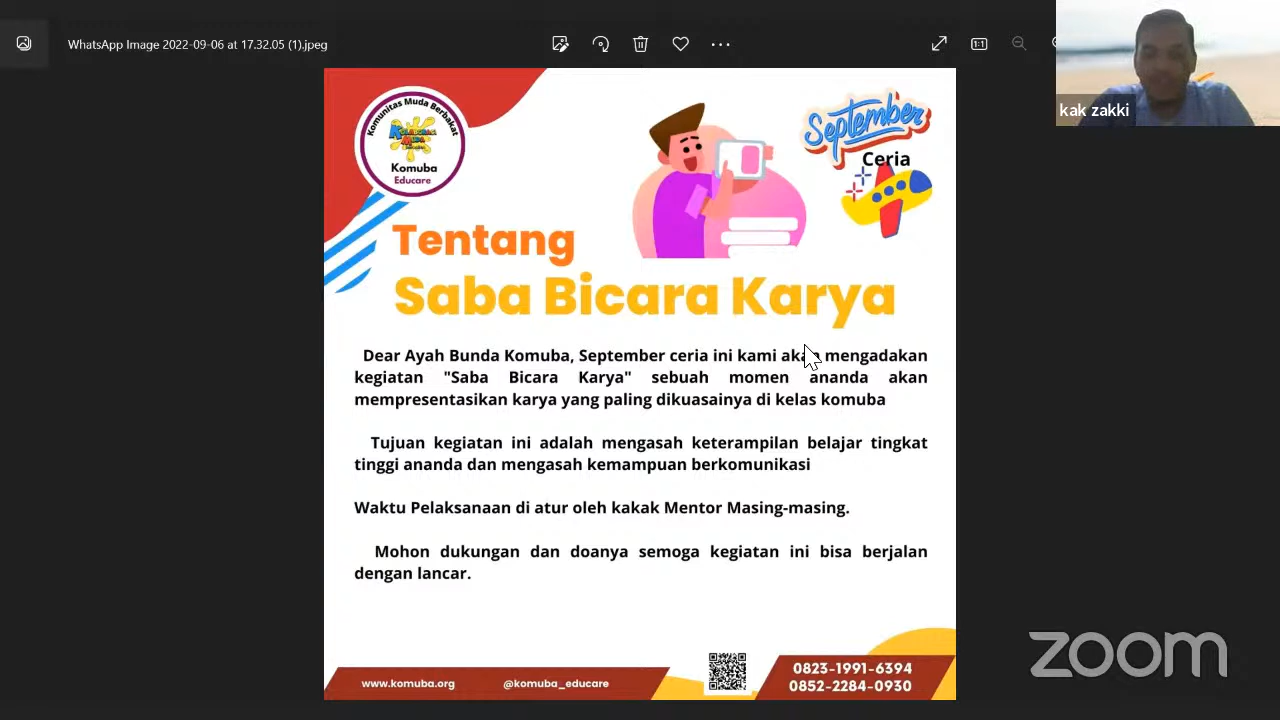 WhatsApp Image 2022-09-06 at 17.32.05 (1).jpeg
1:1
kak zakki
Komunitas Muda Berbakat
Komuba
Educare
September
Ceria
Tentang
Saba Bicara Karya
Dear Ayah Bunda Komuba, September ceria ini kami akan mengadakan
kegiatan "Saba Bicara Karya" sebuah momen ananda akan
mempresentasikan karya yang paling dikuasainya di kelas komuba
Tujuan kegiatan ini adalah mengasah keterampilan belajar tingkat
tinggi ananda dan mengasah kemampuan berkomunikasi
Waktu Pelaksanaan di atur oleh kakak Mentor Masing-masing.
Mohon dukungan dan doanya semoga kegiatan ini bisa berjalan
dengan lancar.
www.komuba.org
@komuba_educare
0823-1991-6394
0852-2284-0930
zoom